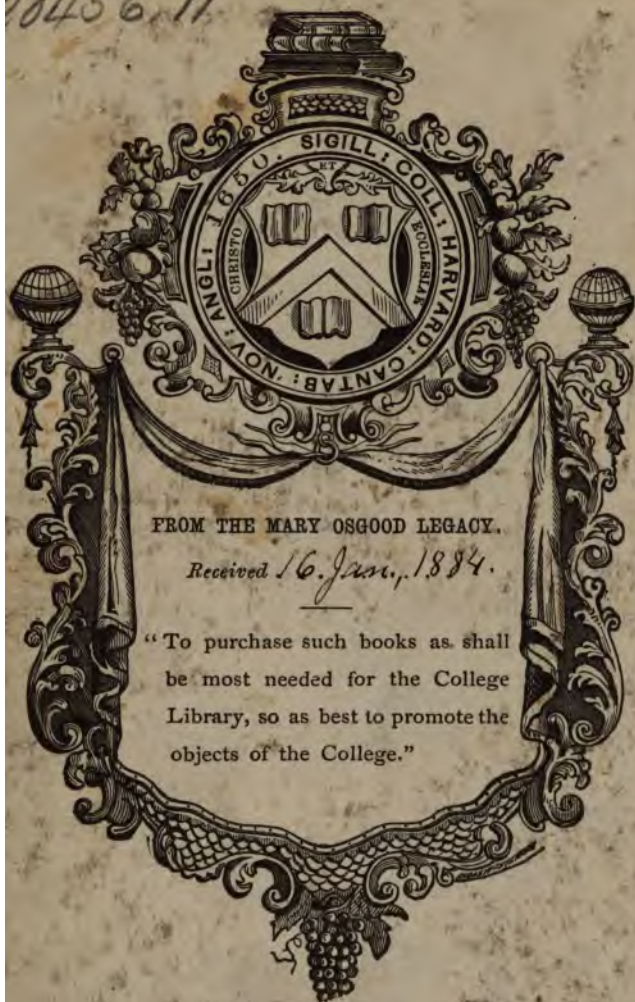 SIGILL: COLL: HARVARD: CANTAB: NOV: ANGL: 1650.
ET
CHRISTO
ECCLESIAE
FROM THE MARY OSGOOD LEGACY.
Received 16. Jan., 1884.
“To purchase such books as shall
be most needed for the College
Library, so as best to promote the
objects of the College.”